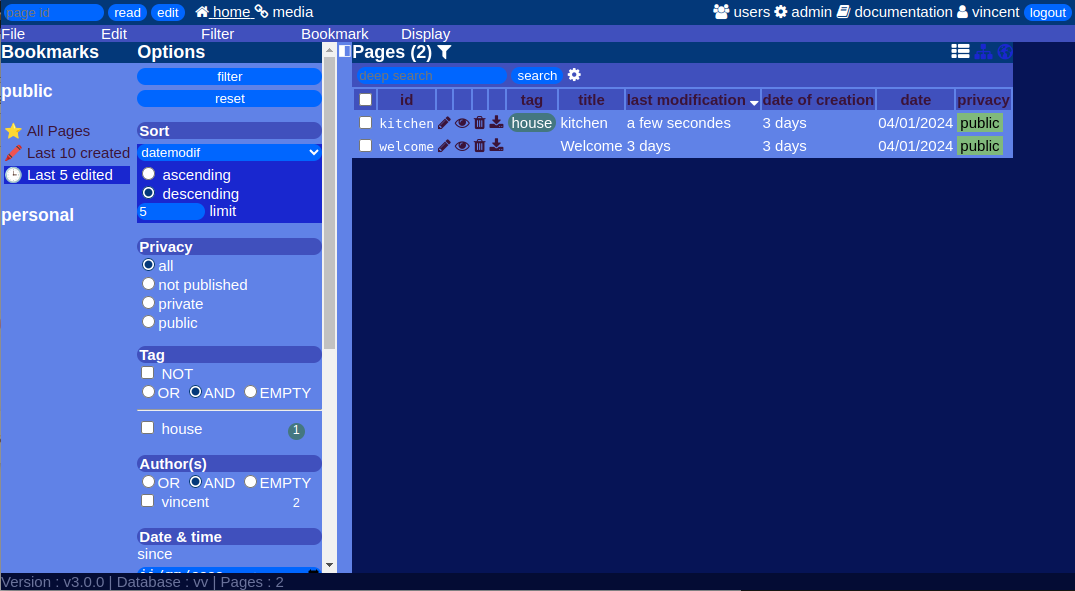 page id read edit home media users admin documentation vincent logout
File Edit Filter Bookmark Display
Bookmarks
public
All Pages
Last 10 created
Last 5 edited
personal
Options
filter
reset
Sort
datemodif
ascending
descending
5 limit
Privacy
all
not published
private
public
Tag
NOT
OR AND EMPTY
house 1
Author(s)
OR AND EMPTY
vincent 2
Date & time
since
Pages (2)
deep search search
id tag title last modification date of creation date privacy
kitchen house kitchen a few secondes 3 days 04/01/2024 public
welcome Welcome 3 days 3 days 04/01/2024 public
Version : v3.0.0 | Database : vv | Pages : 2